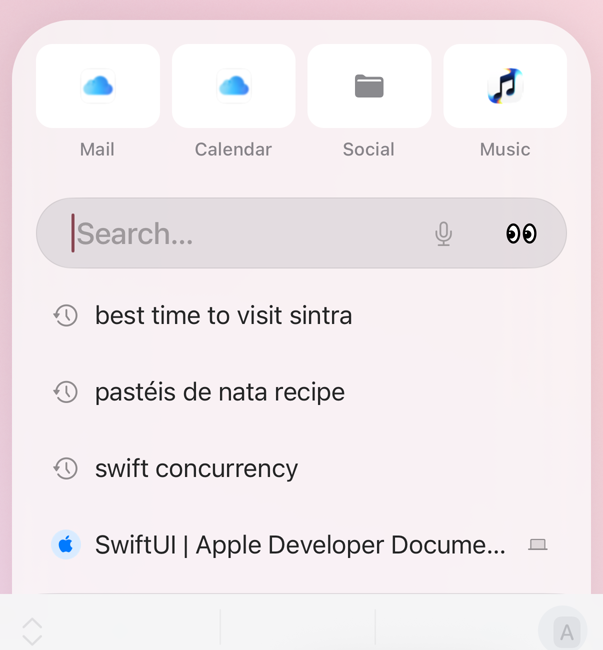 Mail
Calendar
Social
Music
Search...
best time to visit sintra
pastéis de nata recipe
swift concurrency
SwiftUI | Apple Developer Docume...
A